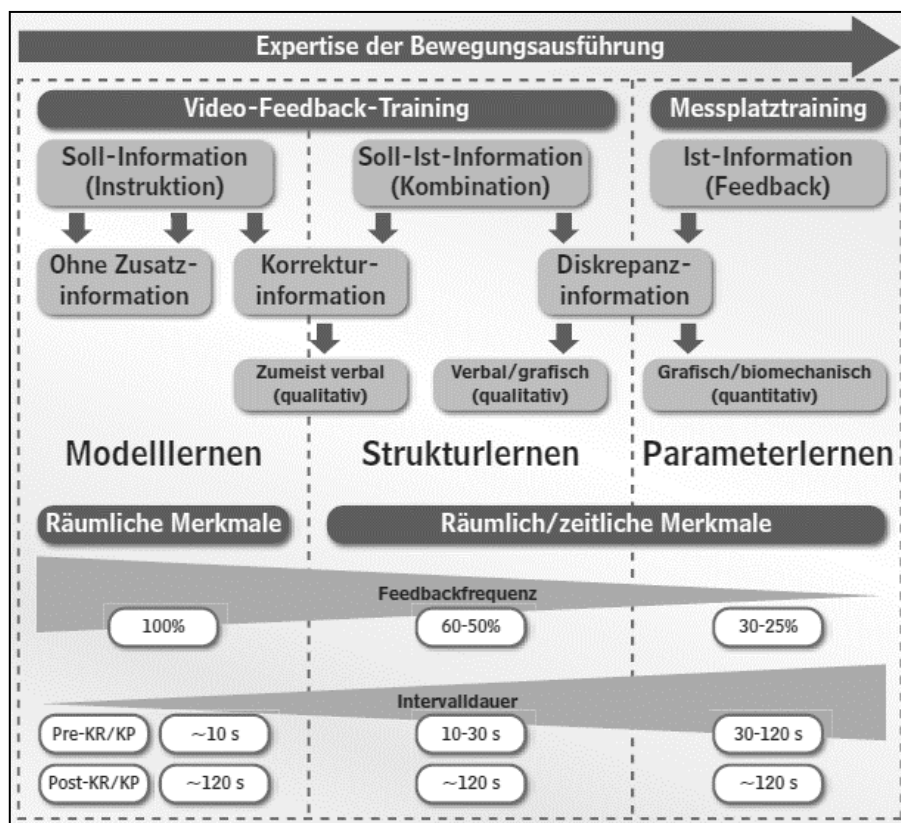 Expertise der Bewegungsausführung
Video-Feedback-Training
Messplatztraining
Soll-Information
(Instruktion)
Soll-Ist-Information
(Kombination)
Ist-Information
(Feedback)
Ohne Zusatz-
information
Korrektur-
information
Diskrepanz-
information
Zumeist verbal
(qualitativ)
Verbal/grafisch
(qualitativ)
Grafisch/biomechanisch
(quantitativ)
Modelllernen
Strukturlernen
Parameterlernen
Räumliche Merkmale
Räumlich/zeitliche Merkmale
Feedbackfrequenz
100%
60-50%
30-25%
Intervalldauer
Pre-KR/KP
~10 s
10-30 s
30-120 s
Post-KR/KP
~120 s
~120 s
~120 s